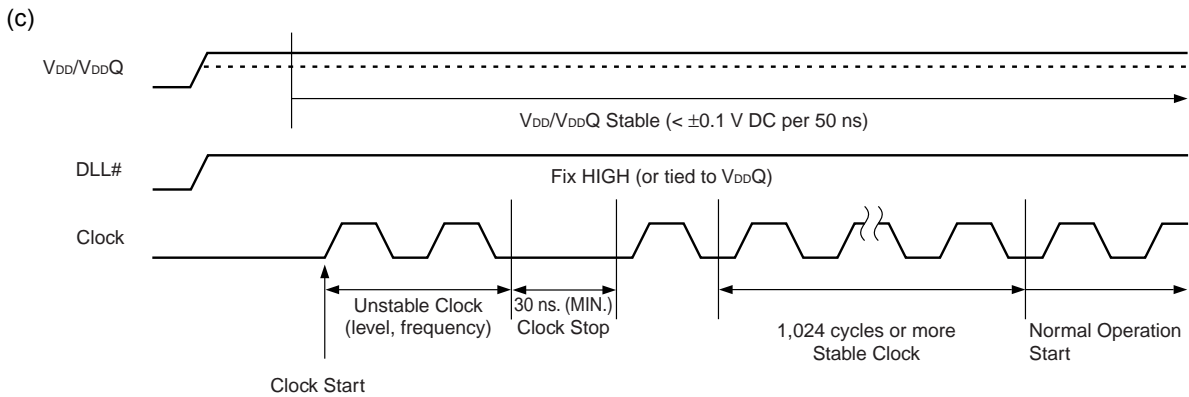 (c)
VDD/VDDQ
VDD/VDDQ Stable (< ±0.1 V DC per 50 ns)
DLL#
Fix HIGH (or tied to VDDQ)
Clock
Unstable Clock
(level, frequency)
30 ns. (MIN.)
Clock Stop
1,024 cycles or more
Stable Clock
Normal Operation
Start
Clock Start